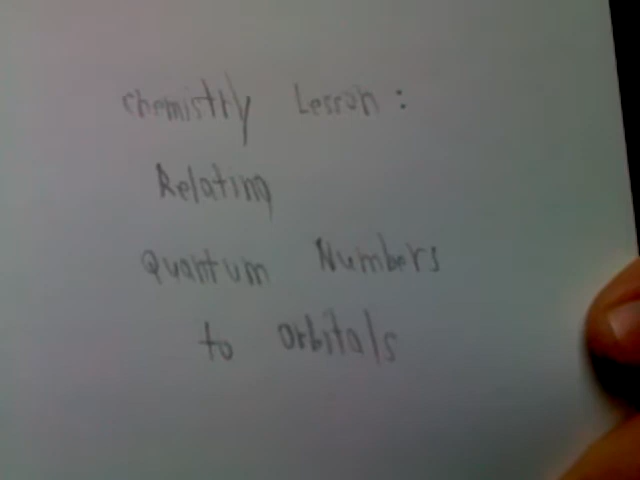 Chemistry Lesson:
Relating
Quantum Numbers
to Orbitals